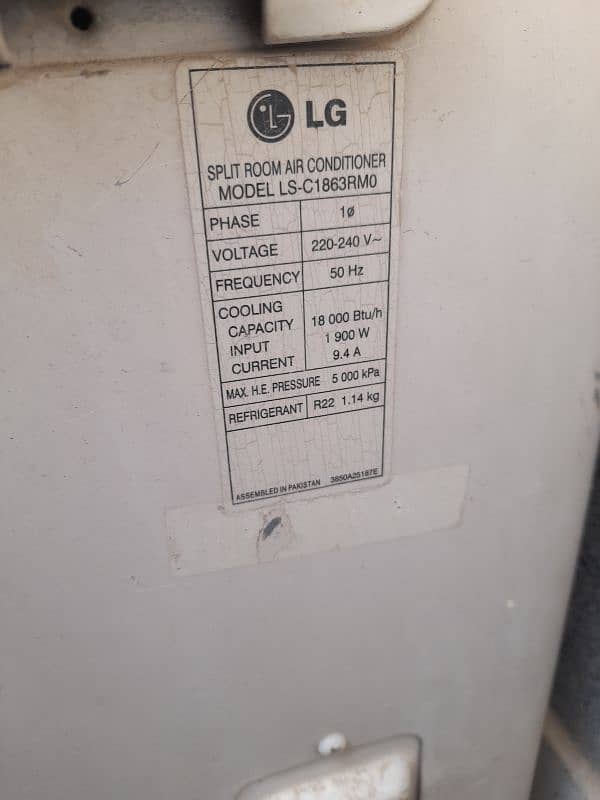 LG
SPLIT ROOM AIR CONDITIONER
MODEL LS-C1863RM0
PHASE 1ø
VOLTAGE 220-240 V~
FREQUENCY 50 Hz
COOLING
CAPACITY 18 000 Btu/h
INPUT 1 900 W
CURRENT 9.4 A
MAX. H.E. PRESSURE 5 000 kPa
REFRIGERANT R22 1.14 kg
ASSEMBLED IN PAKISTAN 3850A25187E